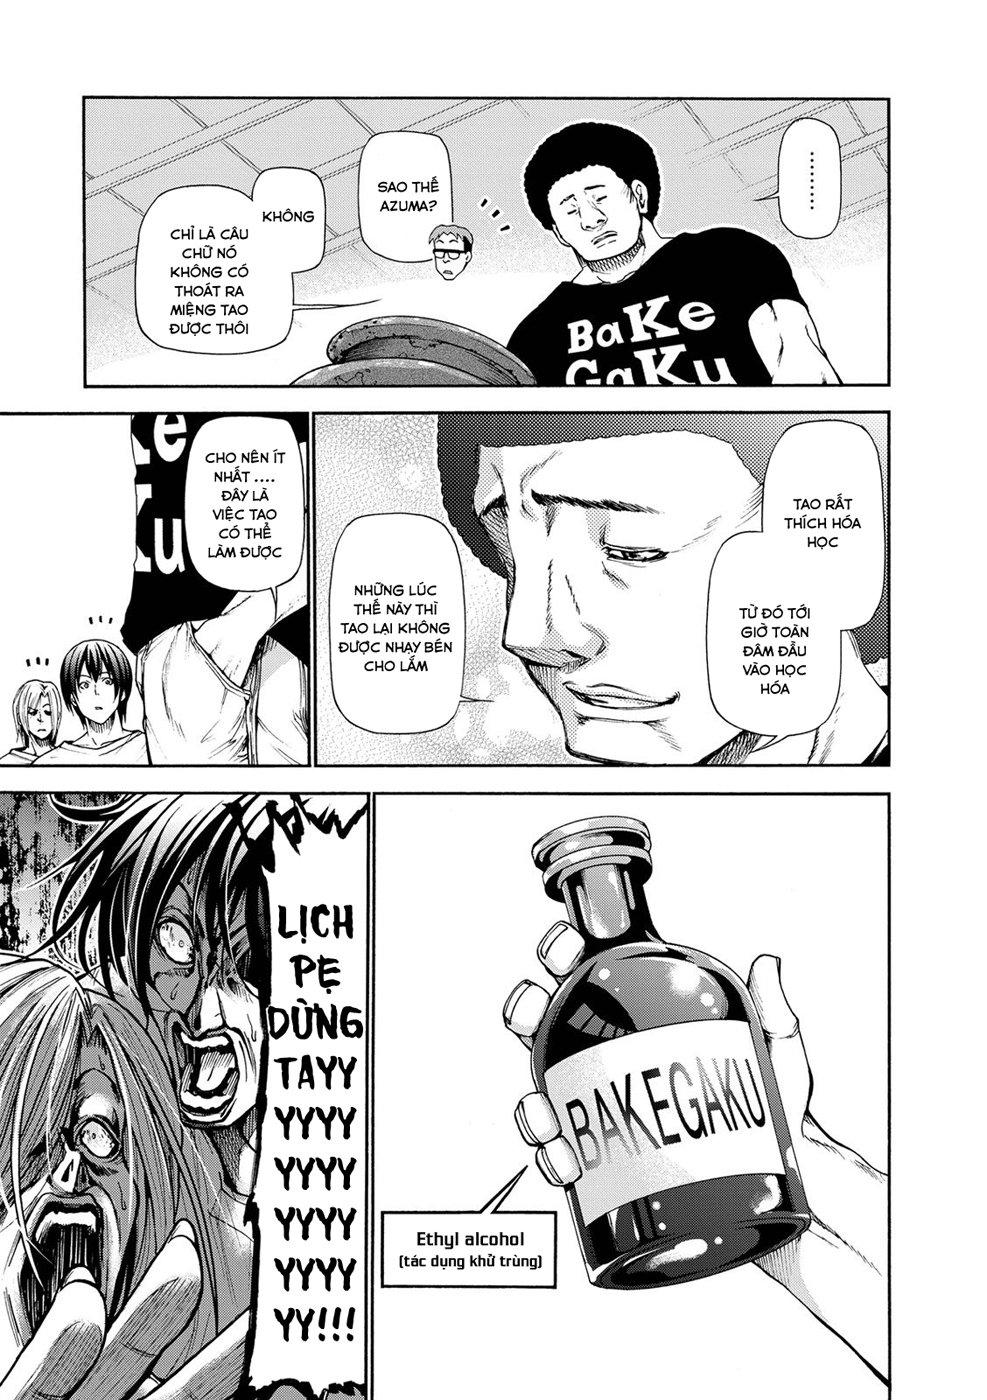 .........
SAO THẾ
AZUMA?
KHÔNG
CHỈ LÀ CÂU
CHỮ NÓ
KHÔNG CÓ
THOÁT RA
MIỆNG TAO
ĐƯỢC THÔI
BaKe
GaKu
TAO RẤT
THÍCH HÓA
HỌC
TỪ ĐÓ TỚI
GIỜ TOÀN
ĐÂM ĐẦU
VÀO HỌC
HÓA
NHỮNG LÚC
THẾ NÀY THÌ
TAO LẠI KHÔNG
ĐƯỢC NHẠY BÉN
CHO LẮM
CHO NÊN ÍT
NHẤT ....
ĐÂY LÀ
VIỆC TAO
CÓ THỂ
LÀM ĐƯỢC
Ke
Ku
BAKEGAKU
Ethyl alcohol
(tác dụng khử trùng)
LỊCH
PẸ
DỪNG
TAYY
YYYY
YYYY
YYYY
YYYY
YY!!!